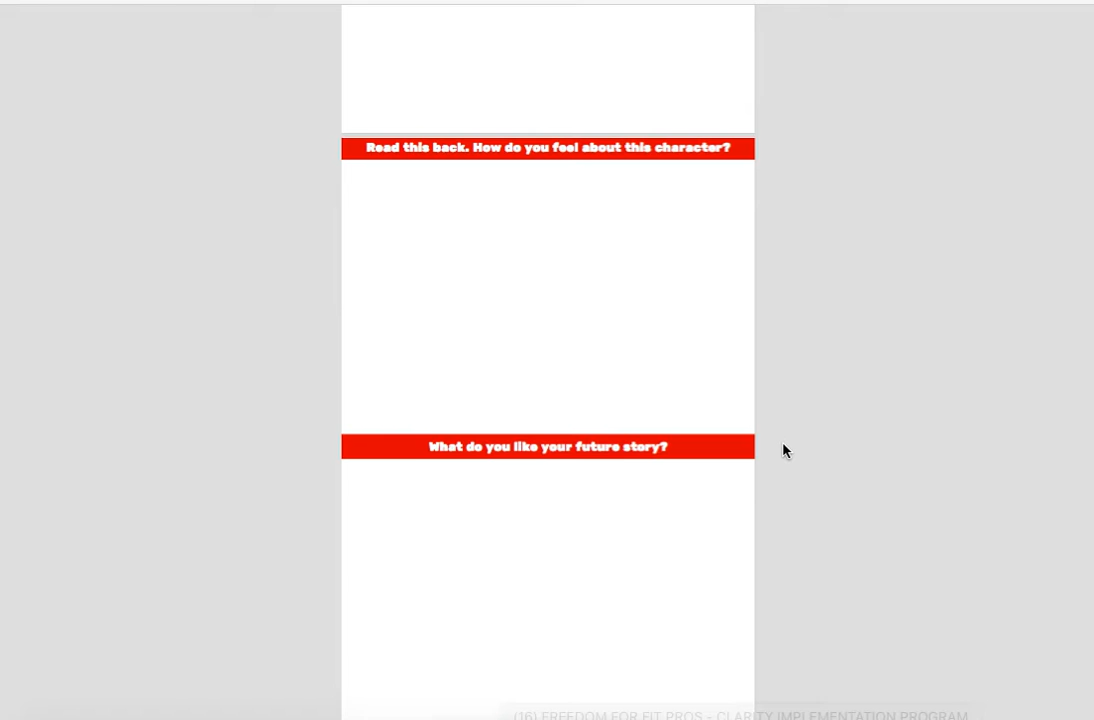 Read this back. How do you feel about this character?
What do you like your future story?
(16) FREEDOM FOR FIT PROS - CLARITY IMPLEMENTATION PROGRAM